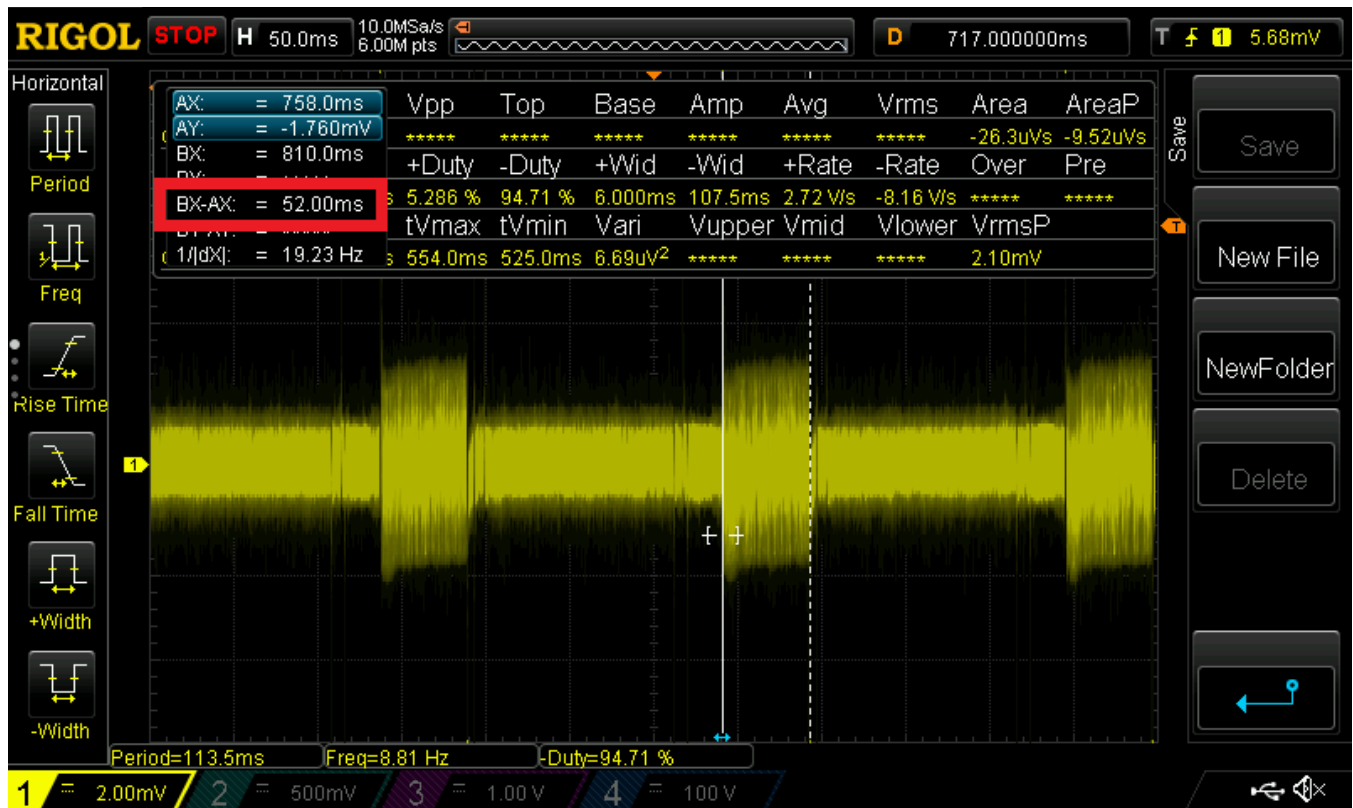 RIGOL STOP H 50.0ms 10.0MSa/s 6.00M pts D 717.000000ms T 1 5.68mV
Horizontal
Period
Freq
Rise Time
Fall Time
+Width
-Width
AX: = 758.0ms
AY: = -1.760mV
BX: = 810.0ms
BX-AX: = 52.00ms
1/|dX|: = 19.23 Hz
Vpp Top Base Amp Avg Vrms Area AreaP
***** ***** ***** ***** ***** ***** -26.3uVs -9.52uVs
+Duty -Duty +Wid -Wid +Rate -Rate Over Pre
5.286 % 94.71 % 6.000ms 107.5ms 2.72 V/s -8.16 V/s ***** *****
tVmax tVmin Vari Vupper Vmid Vlower VrmsP
554.0ms 525.0ms 6.69uV² ***** ***** ***** 2.10mV
T
1
Save
Save
New File
NewFolder
Delete
Period=113.5ms Freq=8.81 Hz -Duty=94.71 %
1 = 2.00mV 2 = 500mV 3 = 1.00 V 4 = 100 V